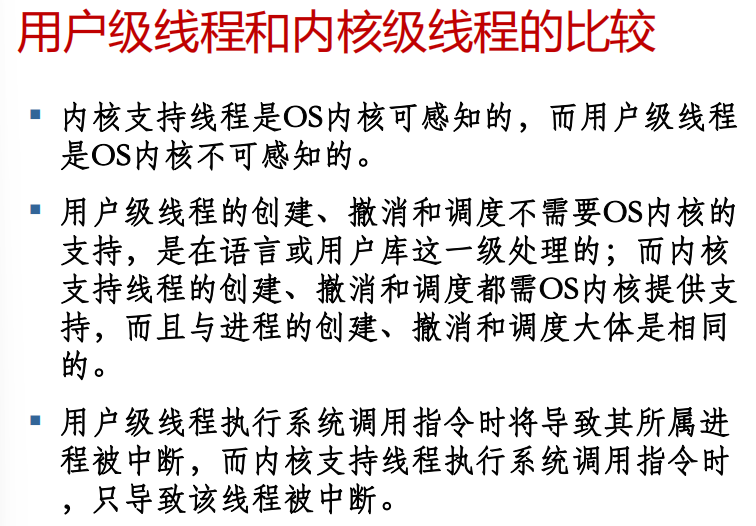 用户级线程和内核级线程的比较
▪ 内核支持线程是OS内核可感知的，而用户级线程
是OS内核不可感知的。
▪ 用户级线程的创建、撤消和调度不需要OS内核的
支持，是在语言或用户库这一级处理的；而内核
支持线程的创建、撤消和调度都需OS内核提供支
持，而且与进程的创建、撤消和调度大体是相同
的。
▪ 用户级线程执行系统调用指令时将导致其所属进
程被中断，而内核支持线程执行系统调用指令时
，只导致该线程被中断。